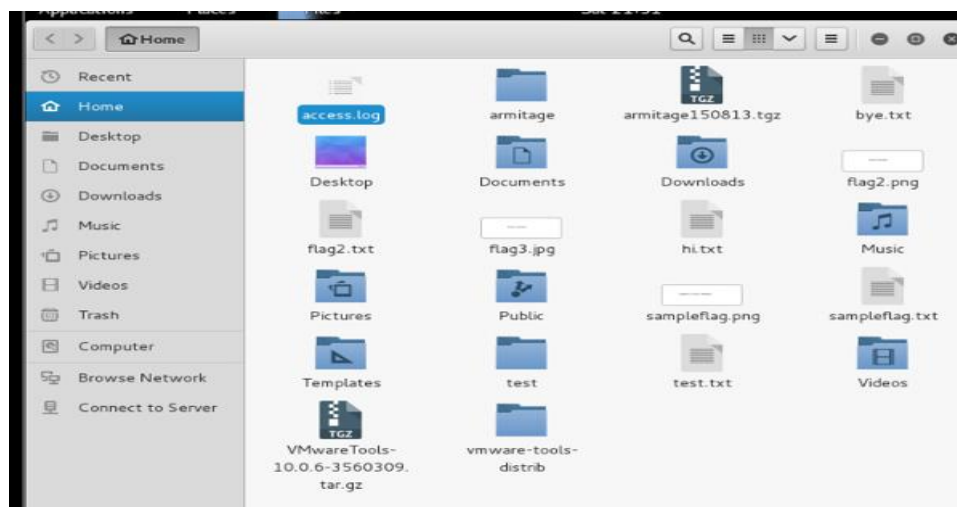 Home
Recent
Home
Desktop
Documents
Downloads
Music
Pictures
Videos
Trash
Computer
Browse Network
Connect to Server
access.log
armitage
TGZ
armitage150813.tgz
bye.txt
Desktop
Documents
Downloads
flag2.png
flag2.txt
flag3.jpg
hi.txt
Music
Pictures
Public
sampleflag.png
sampleflag.txt
Templates
test
test.txt
Videos
TGZ
VMwareTools-
10.0.6-3560309.
tar.gz
vmware-tools-
distrib